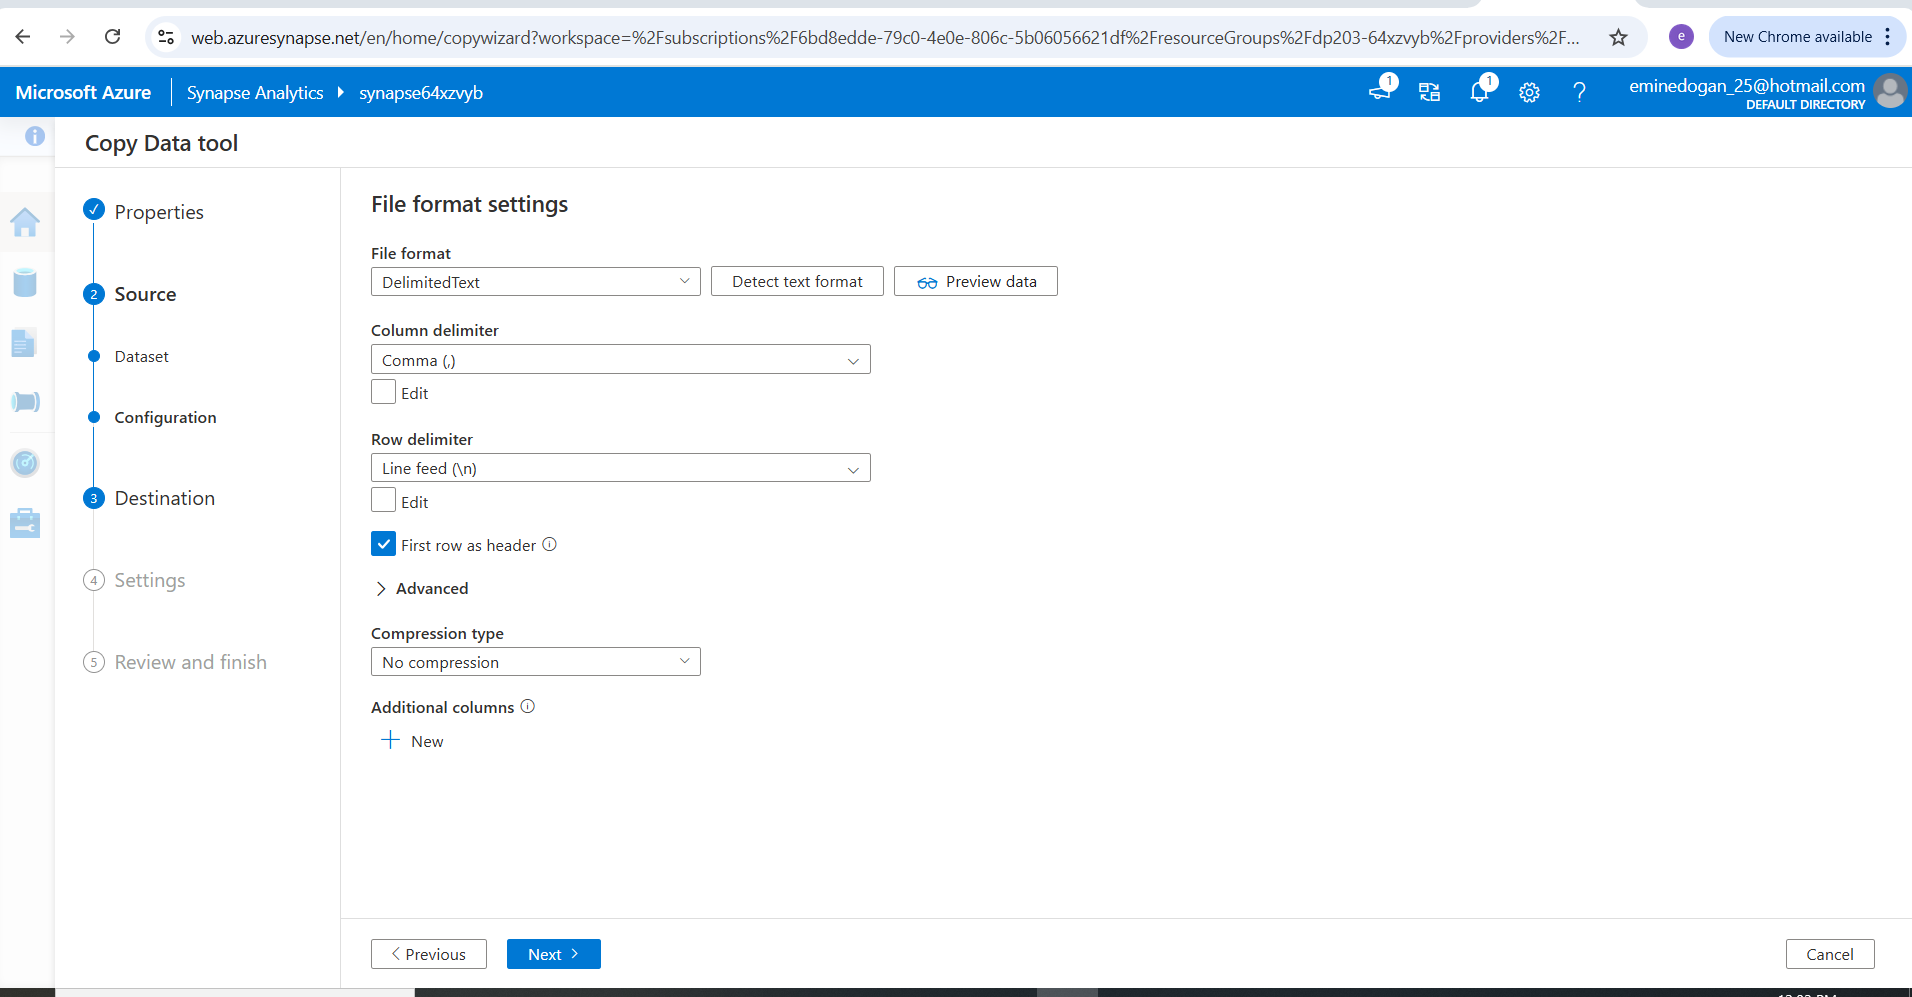 web.azuresynapse.net/en/home/copywizard?workspace=%2Fsubscriptions%2F6bd8edde-79c0-4e0e-806c-5b06056621df%2FresourceGroups%2Fdp203-64xzvyb%2Fproviders%2F...
e
New Chrome available
Microsoft Azure
Synapse Analytics
synapse64xzvyb
1
1
eminedogan_25@hotmail.com
DEFAULT DIRECTORY
Copy Data tool
Properties
2 Source
Dataset
Configuration
3 Destination
4 Settings
5 Review and finish
File format settings
File format
DelimitedText
Detect text format
Preview data
Column delimiter
Comma (,)
Edit
Row delimiter
Line feed (\n)
Edit
First row as header
Advanced
Compression type
No compression
Additional columns
New
Previous
Next
Cancel